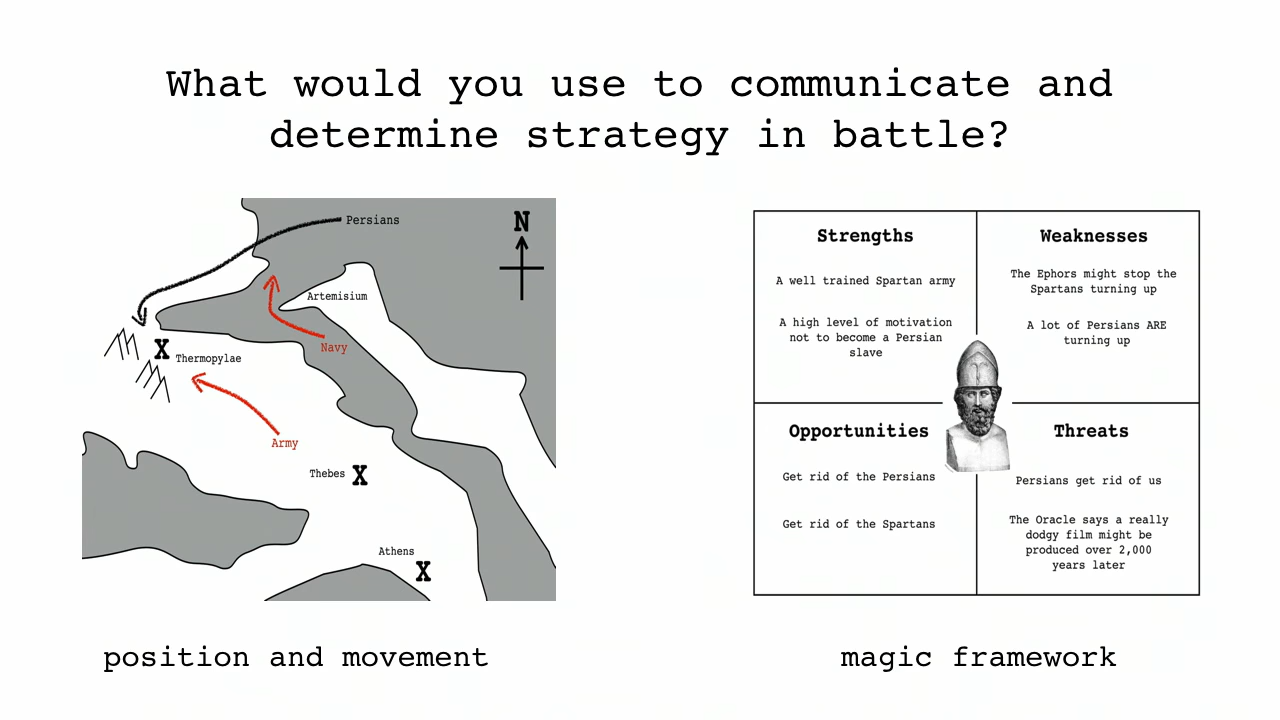 What would you use to communicate and
determine strategy in battle?
Persians
N
Artemisium
Navy
X
Thermopylae
Army
Thebes X
Athens
X
position and movement
Strengths
A well trained Spartan army
A high level of motivation
not to become a Persian
slave
Weaknesses
The Ephors might stop the
Spartans turning up
A lot of Persians ARE
turning up
Opportunities
Get rid of the Persians
Get rid of the Spartans
Threats
Persians get rid of us
The Oracle says a really
dodgy film might be
produced over 2,000
years later
magic framework